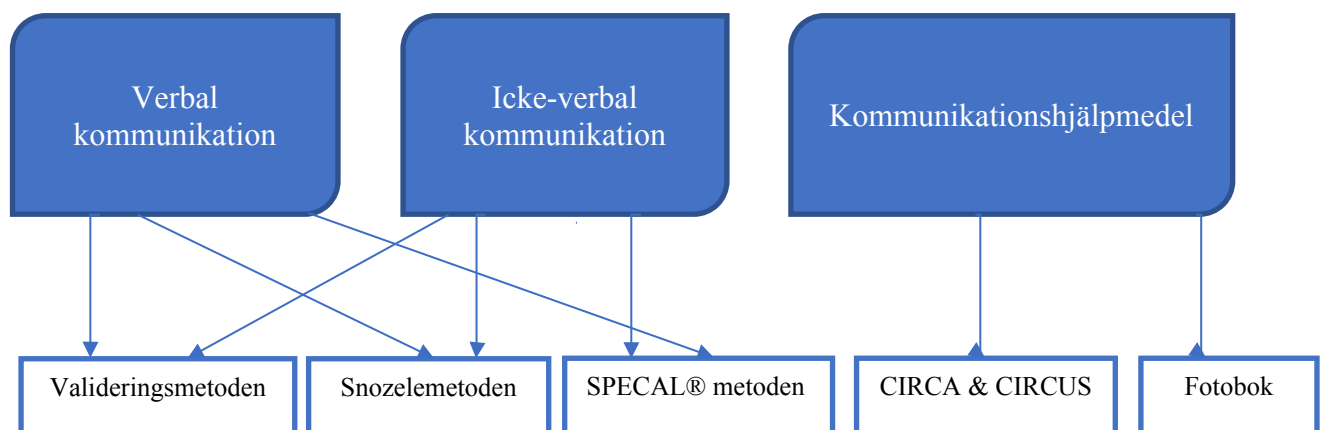 Verbal
kommunikation
Icke-verbal
kommunikation
Kommunikationshjälpmedel
Valideringsmetoden
Snozelemetoden
SPECAL® metoden
CIRCA & CIRCUS
Fotobok